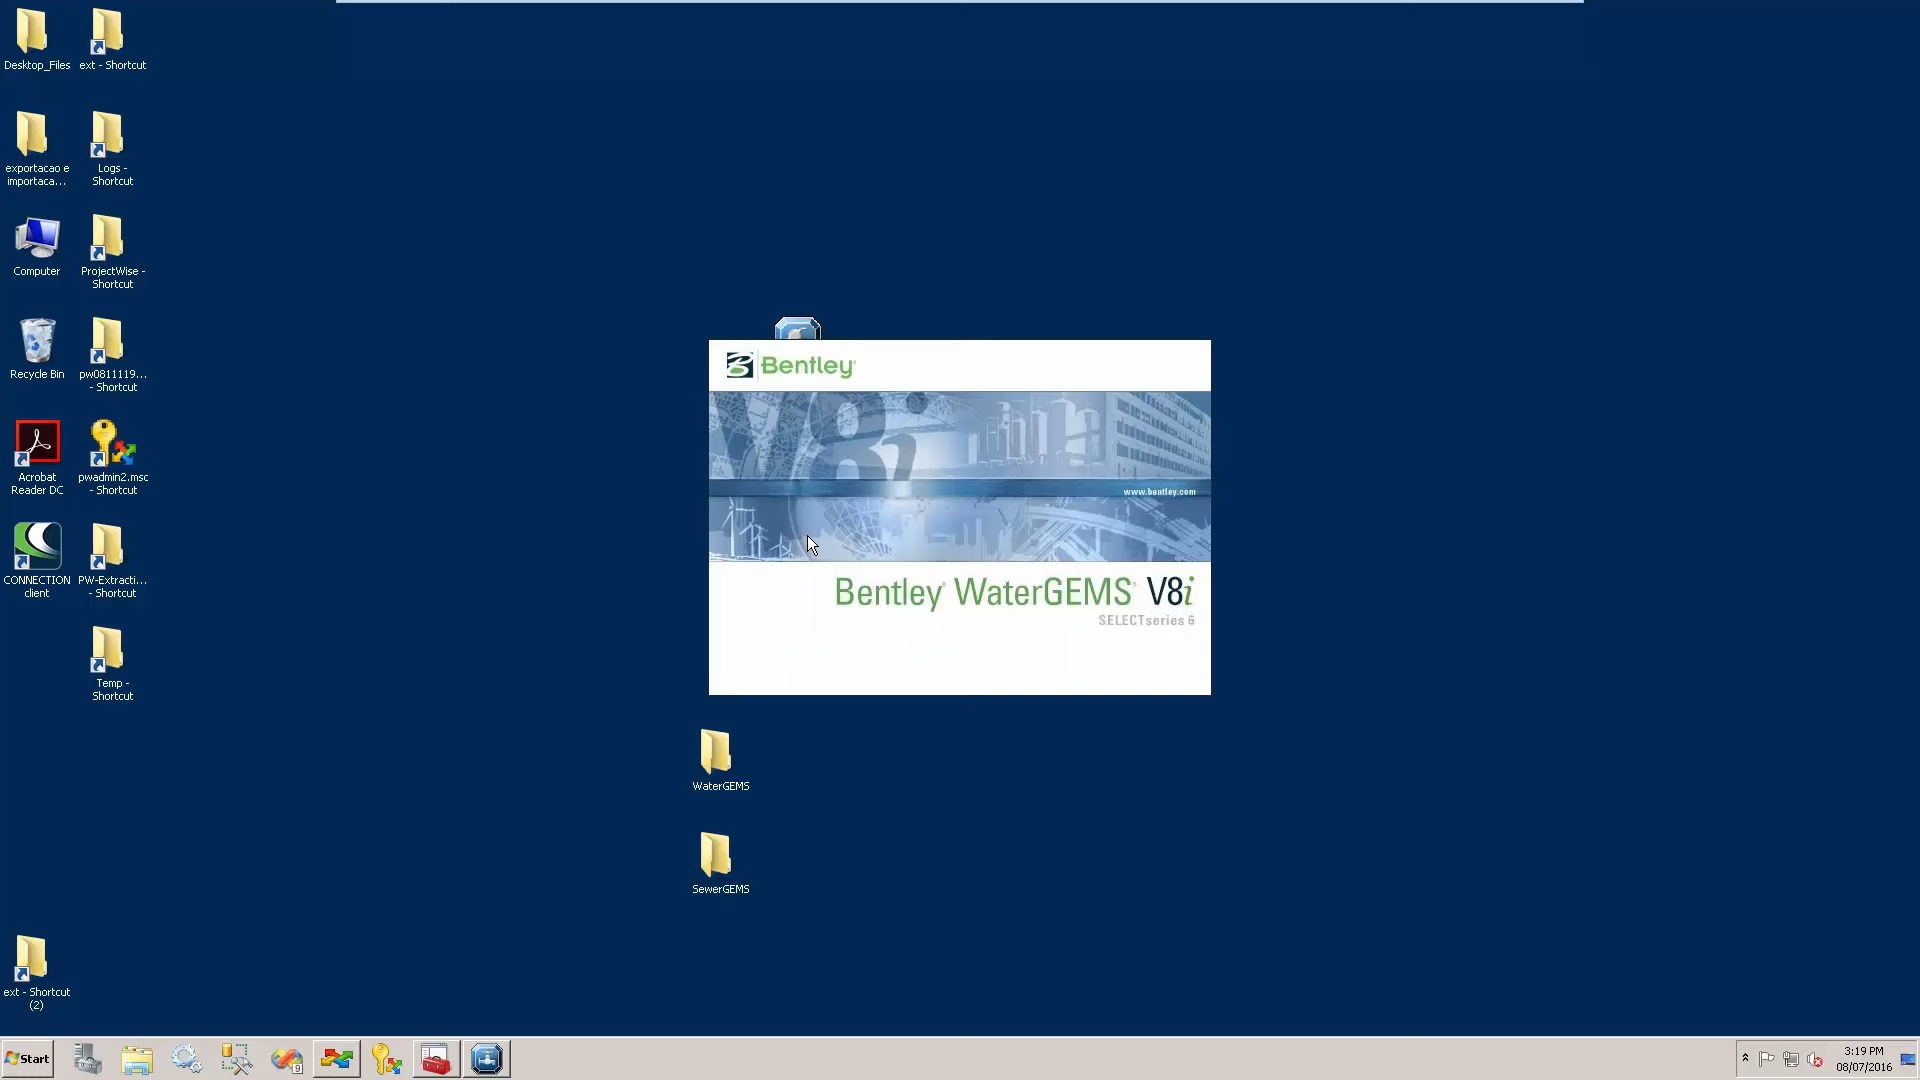 Desktop_Files
ext - Shortcut
exportacao e
importaca...
Logs -
Shortcut
Computer
ProjectWise -
Shortcut
Recycle Bin
pw0811119...
- Shortcut
Acrobat
Reader DC
pwadmin2.msc
- Shortcut
CONNECTION
client
PW-Extracti...
- Shortcut
Temp -
Shortcut
ext - Shortcut
(2)
Bentley
V8i
www.bentley.com
Bentley® WaterGEMS® V8i
SELECTseries 6
WaterGEMS
SewerGEMS
Start
9
3:19 PM
08/07/2016